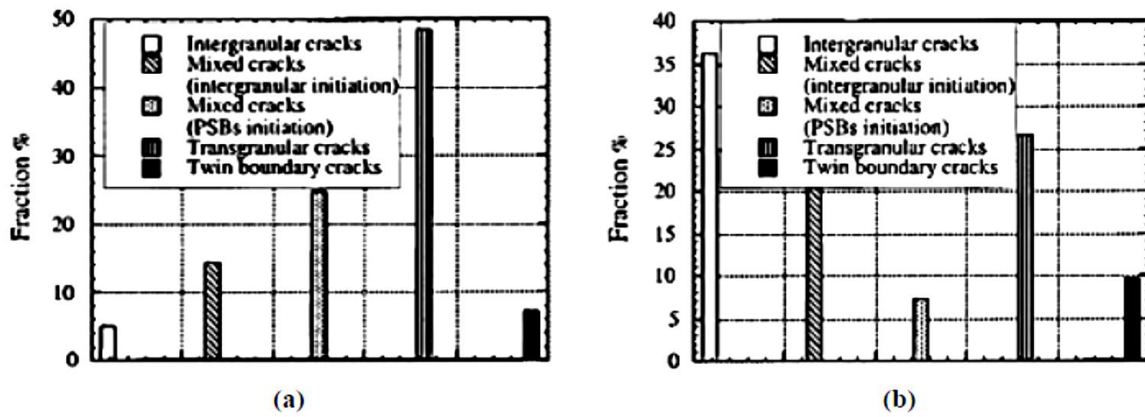 50
40
30
20
10
0
Fraction %
Intergranular cracks
Mixed cracks
(intergranular initiation)
Mixed cracks
(PSBs initiation)
Transgranular cracks
Twin boundary cracks
(a)
40
35
30
25
20
15
10
5
0
Fraction %
Intergranular cracks
Mixed cracks
(intergranular initiation)
Mixed cracks
(PSBs initiation)
Transgranular cracks
Twin boundary cracks
(b)